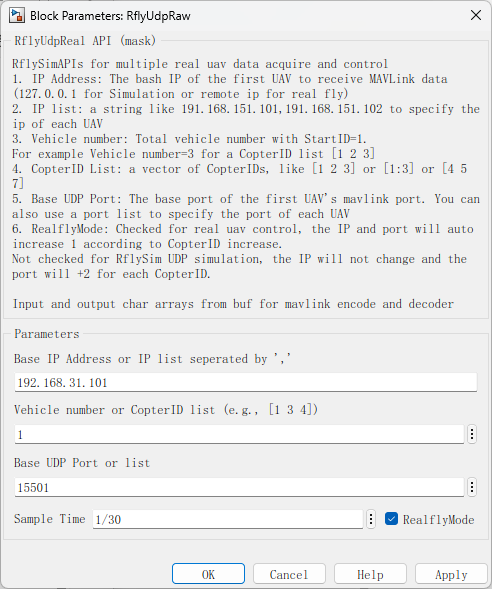 Block Parameters: RflyUdpRaw
RflyUdpReal API (mask)
RflySimAPIs for multiple real uav data acquire and control
1. IP Address: The bash IP of the first UAV to receive MAVLink data
(127.0.0.1 for Simulation or remote ip for real fly)
2. IP list: a string like 191.168.151.101,191.168.151.102 to specify the
ip of each UAV
3. Vehicle number: Total vehicle number with StartID=1.
For example Vehicle number=3 for a CopterID list [1 2 3]
4. CopterID List: a vector of CopterIDs, like [1 2 3] or [1:3] or [4 5
7]
5. Base UDP Port: The base port of the first UAV's mavlink port. You can
also use a port list to specify the port of each UAV
6. RealflyMode: Checked for real uav control, the IP and port will auto
increase 1 according to CopterID increase.
Not checked for RflySim UDP simulation, the IP will not change and the
port will +2 for each CopterID.
Input and output char arrays from buf for mavlink encode and decoder
Parameters
Base IP Address or IP list seperated by ','
192.168.31.101
Vehicle number or CopterID list (e.g., [1 3 4])
1
Base UDP Port or list
15501
Sample Time 1/30 RealflyMode
OK Cancel Help Apply